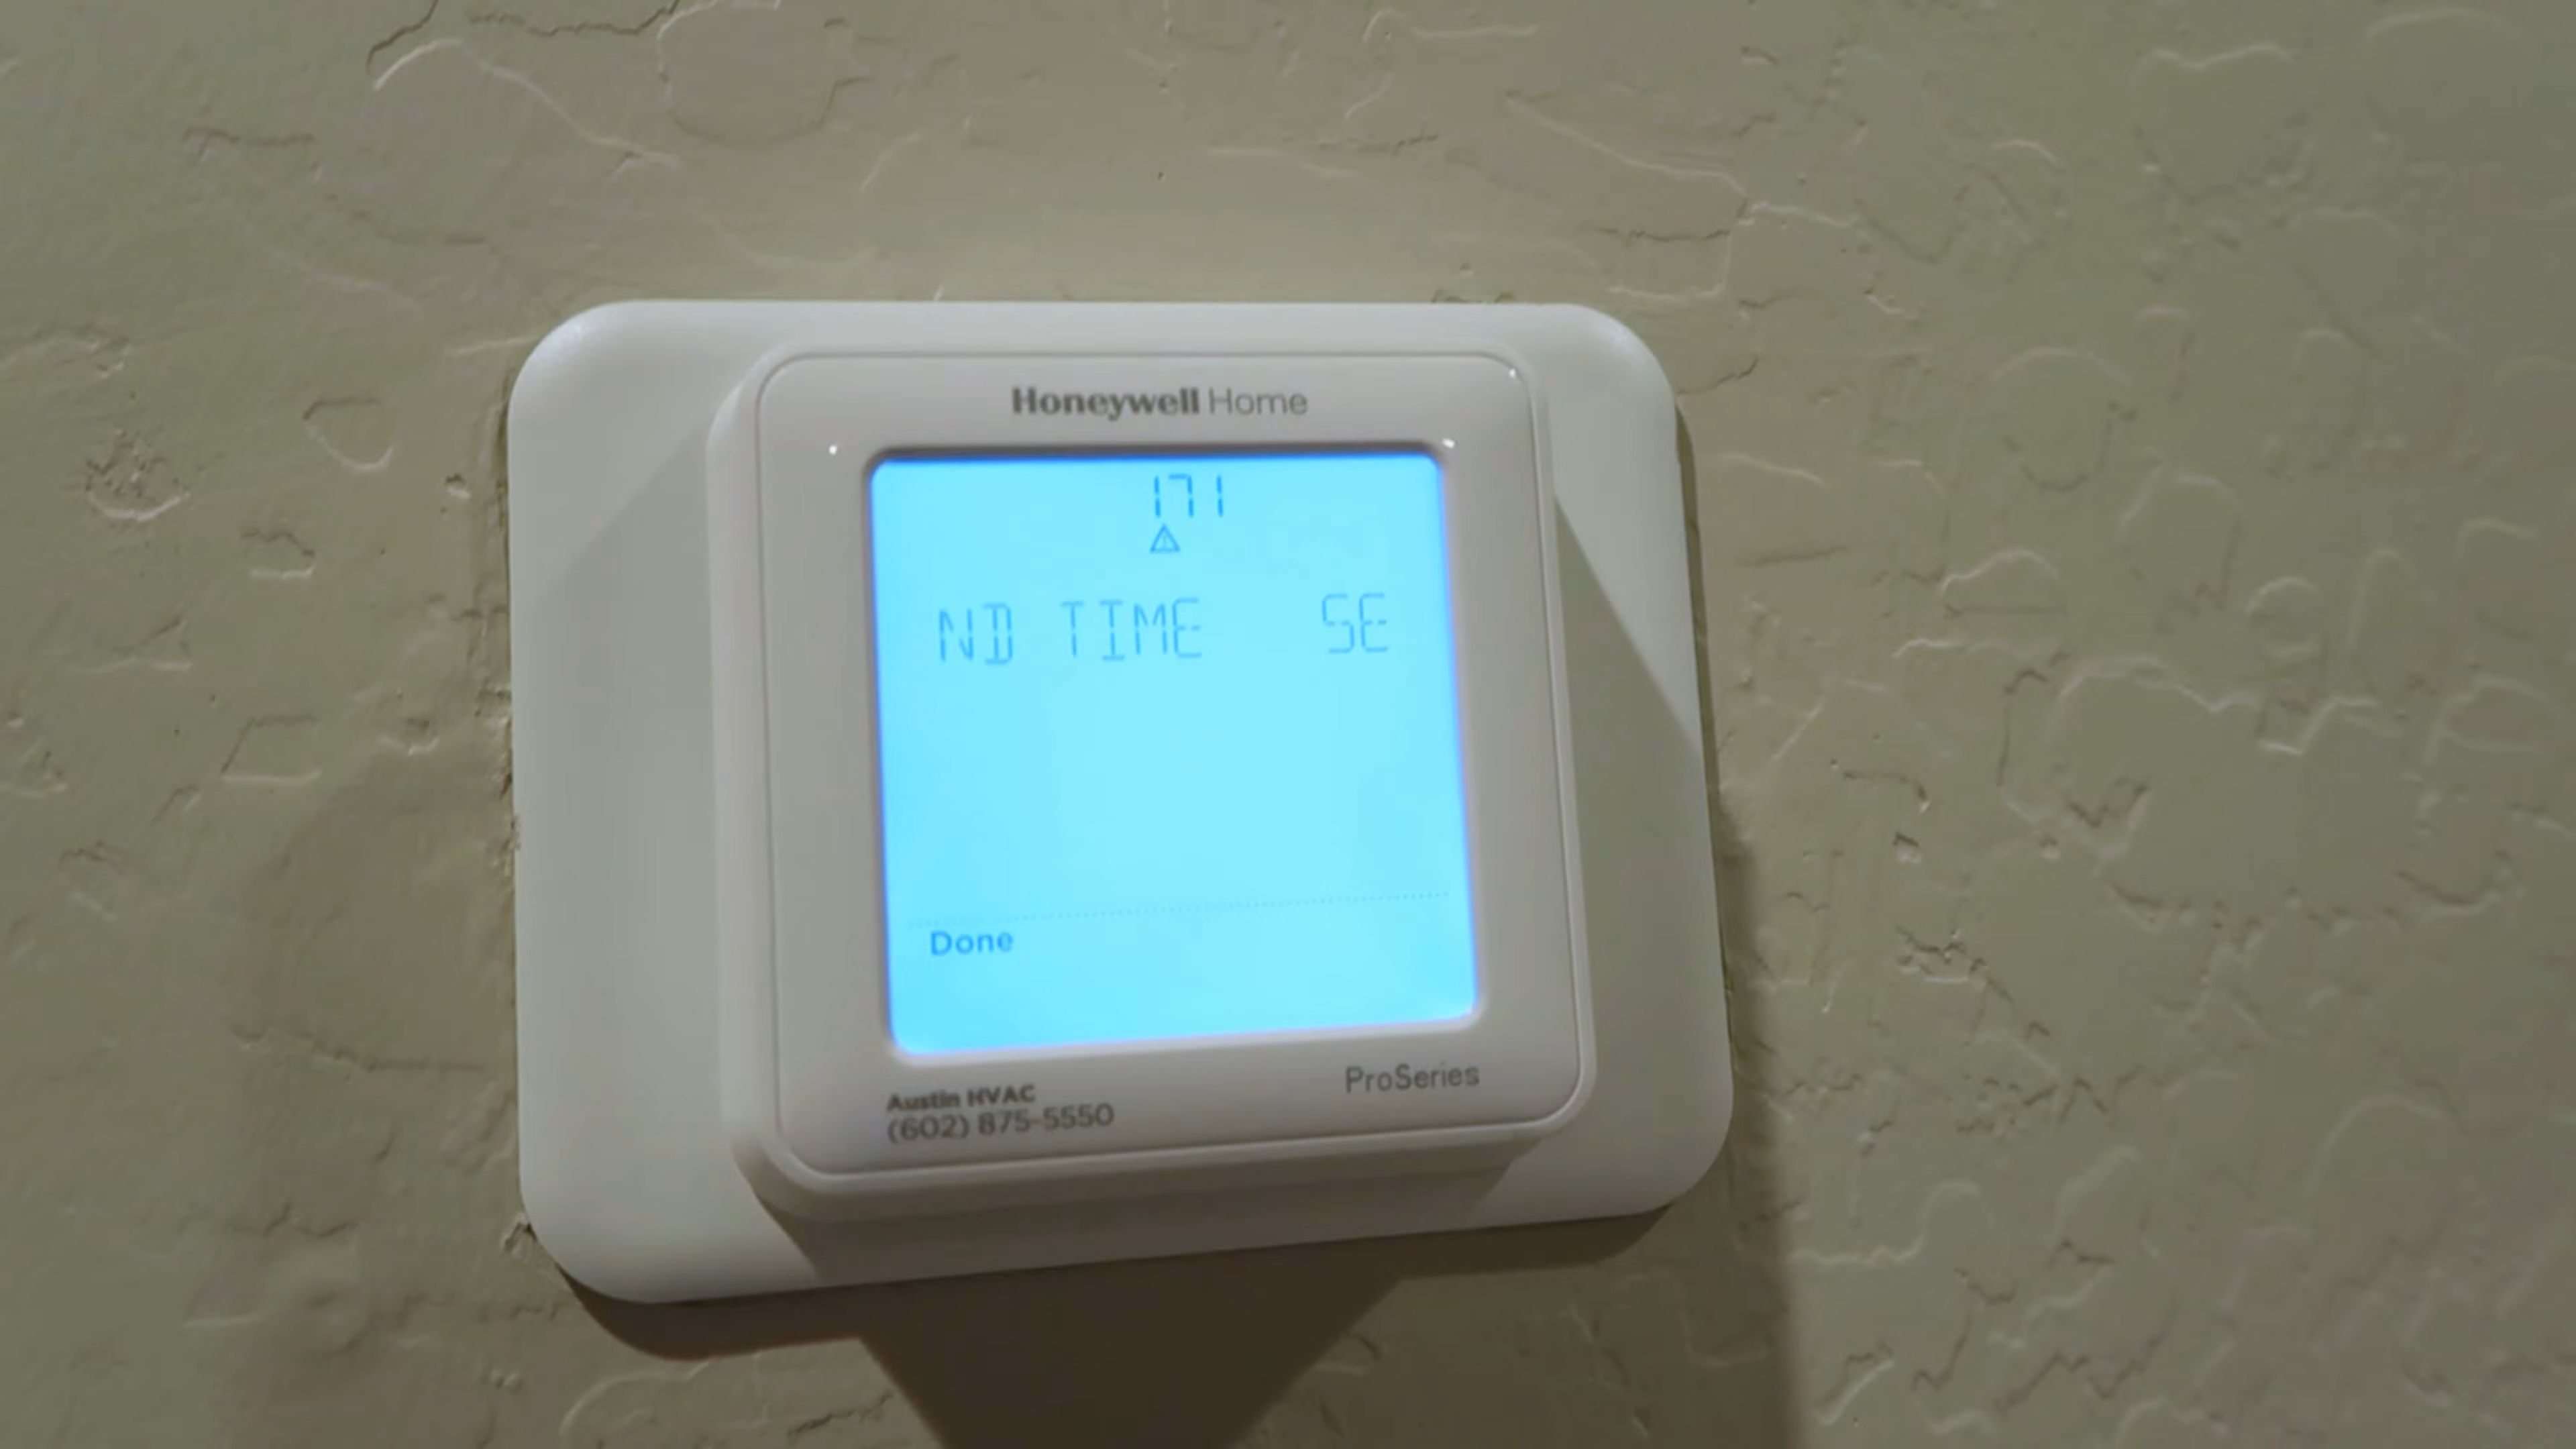 Honeywell Home
171
ND TIME SE
Done
ProSeries
Austin HVAC
(602) 875-5550